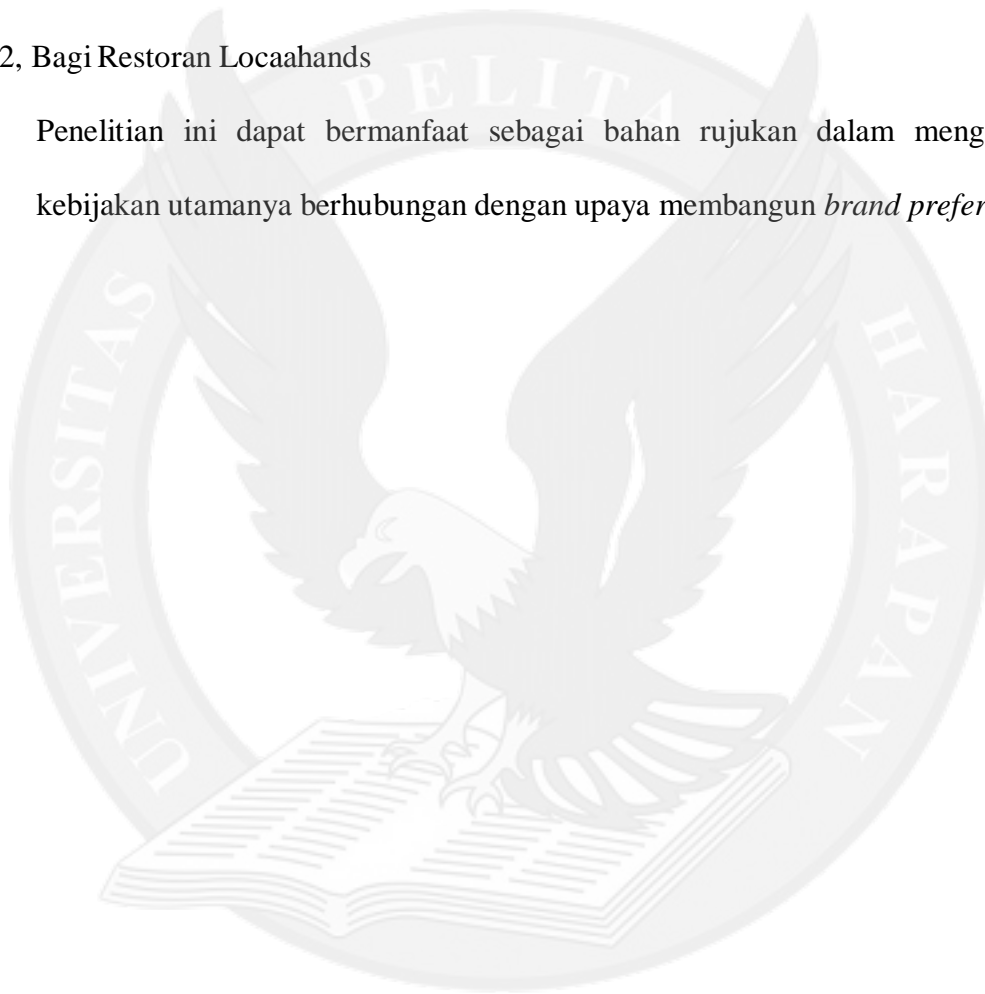 2, Bagi Restoran Locaahands
PELITA
Penelitian ini dapat bermanfaat sebagai bahan rujukan dalam meng
kebijakan utamanya berhubungan dengan upaya membangun brand prefer
UNIVERSITAS
HARAPAN